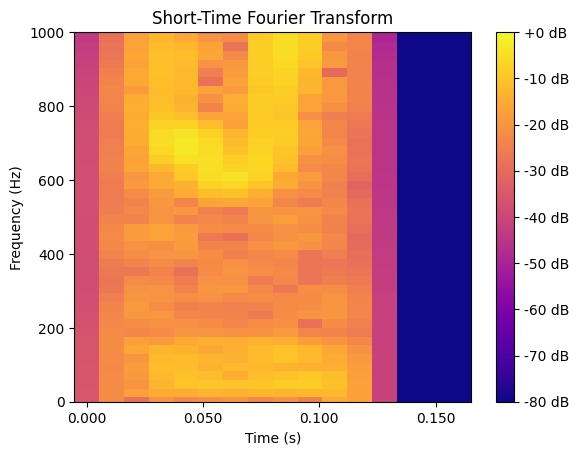 Short-Time Fourier Transform
1000
800
600
400
200
0
Frequency (Hz)
0.000
0.050
0.100
0.150
Time (s)
+0 dB
-10 dB
-20 dB
-30 dB
-40 dB
-50 dB
-60 dB
-70 dB
-80 dB